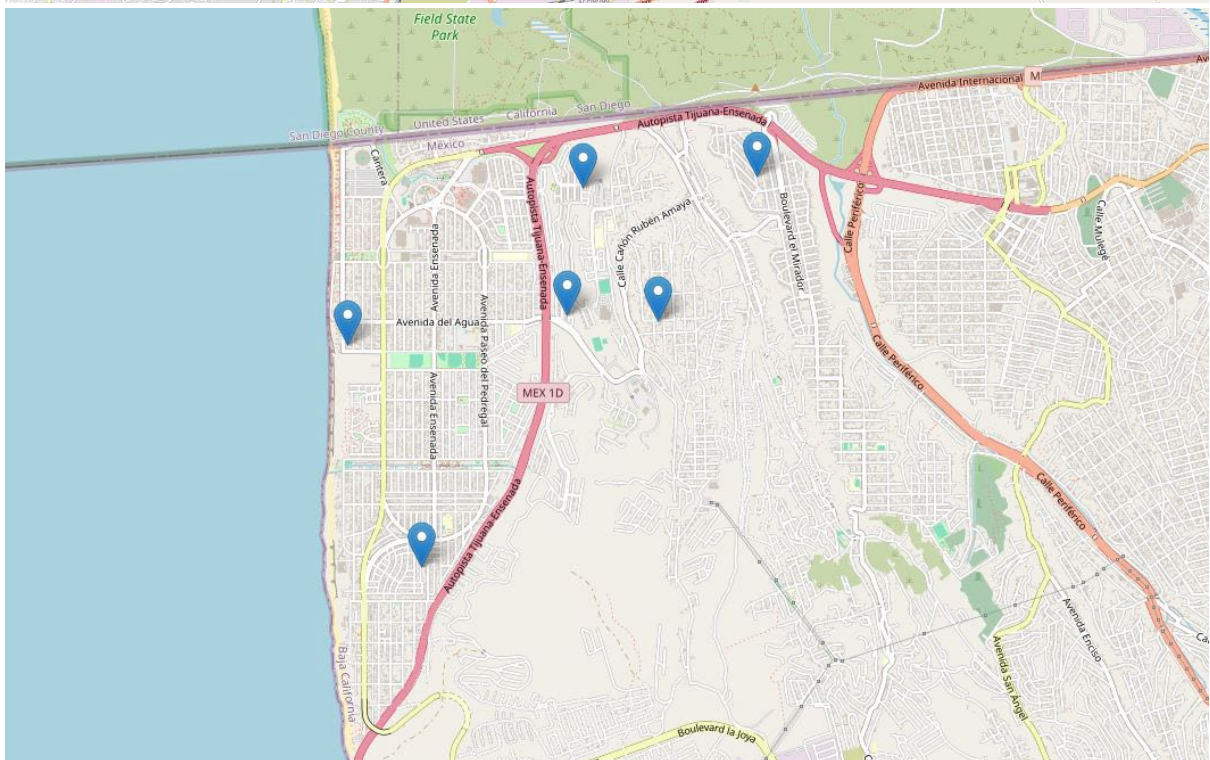 Field State
Park
Avenida Internacional
M
San Diego County
United States
California
San Diego
México
Autopista Tijuana-Ensenada
Cantera
Autopista Tijuana-Ensenada
Avenida Ensenada
Calle Cañón Rubén Amaya
Boulevard el Mirador
Calle Periférico
Calle Mulegé
Avenida del Agua
Avenida Paseo del Pedregal
Avenida Ensenada
MEX 1D
Calle Periférico
Calle Periférico
Autopista Tijuana-Ensenada
Baja California
Avenida Enciso
Avenida San Ángel
Boulevard la Joya